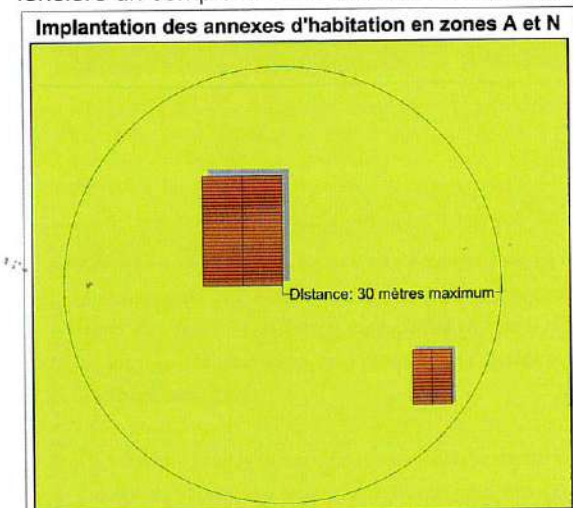 Implantation des annexes d'habitation en zones A et N
Distance: 30 mètres maximum